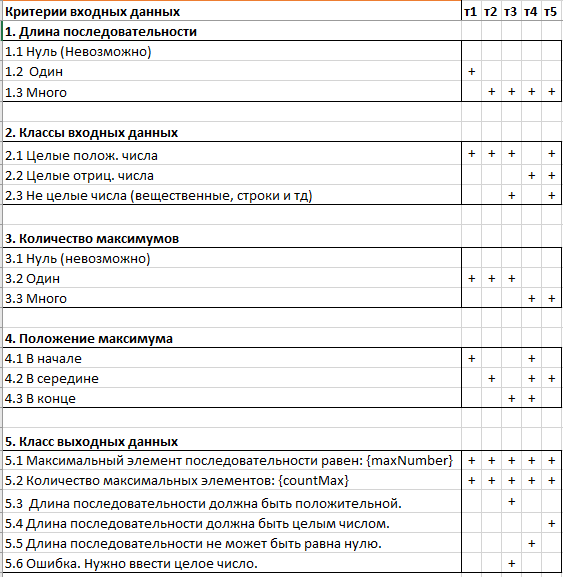 Критерии входных данных т1 т2 т3 т4 т5
1. Длина последовательности
1.1 Нуль (Невозможно)
1.2 Один +
1.3 Много + + + +
2. Классы входных данных
2.1 Целые полож. числа + + + +
2.2 Целые отриц. числа + +
2.3 Не целые числа (вещественные, строки и тд) + +
3. Количество максимумов
3.1 Нуль (невозможно)
3.2 Один + + +
3.3 Много + +
4. Положение максимума
4.1 В начале + +
4.2 В середине + + +
4.3 В конце + +
5. Класс выходных данных
5.1 Максимальный элемент последовательности равен: {maxNumber} + + + + +
5.2 Количество максимальных элементов: {countMax} + + + + +
5.3 Длина последовательности должна быть положительной. +
5.4 Длина последовательности должна быть целым числом. +
5.5 Длина последовательности не может быть равна нулю. +
5.6 Ошибка. Нужно ввести целое число. +